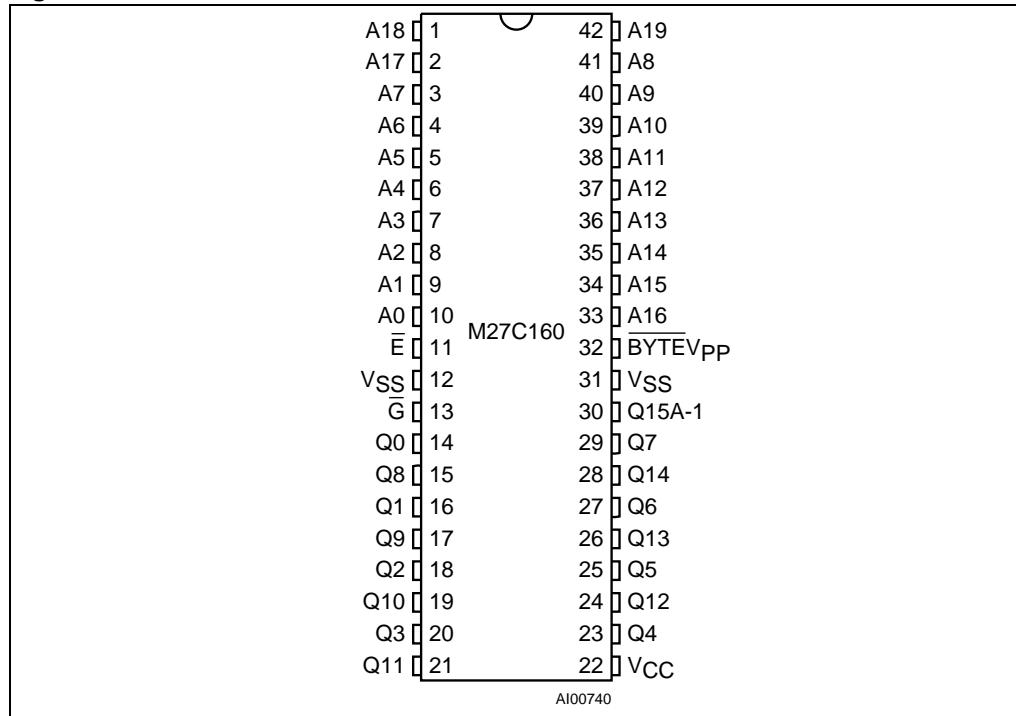 A18 1 42 A19
A17 2 41 A8
A7 3 40 A9
A6 4 39 A10
A5 5 38 A11
A4 6 37 A12
A3 7 36 A13
A2 8 35 A14
A1 9 34 A15
A0 10 33 A16
M27C160
E̅ 11 32 B̅Y̅T̅E̅VPP
VSS 12 31 VSS
G̅ 13 30 Q15A-1
Q0 14 29 Q7
Q8 15 28 Q14
Q1 16 27 Q6
Q9 17 26 Q13
Q2 18 25 Q5
Q10 19 24 Q12
Q3 20 23 Q4
Q11 21 22 VCC
AI00740